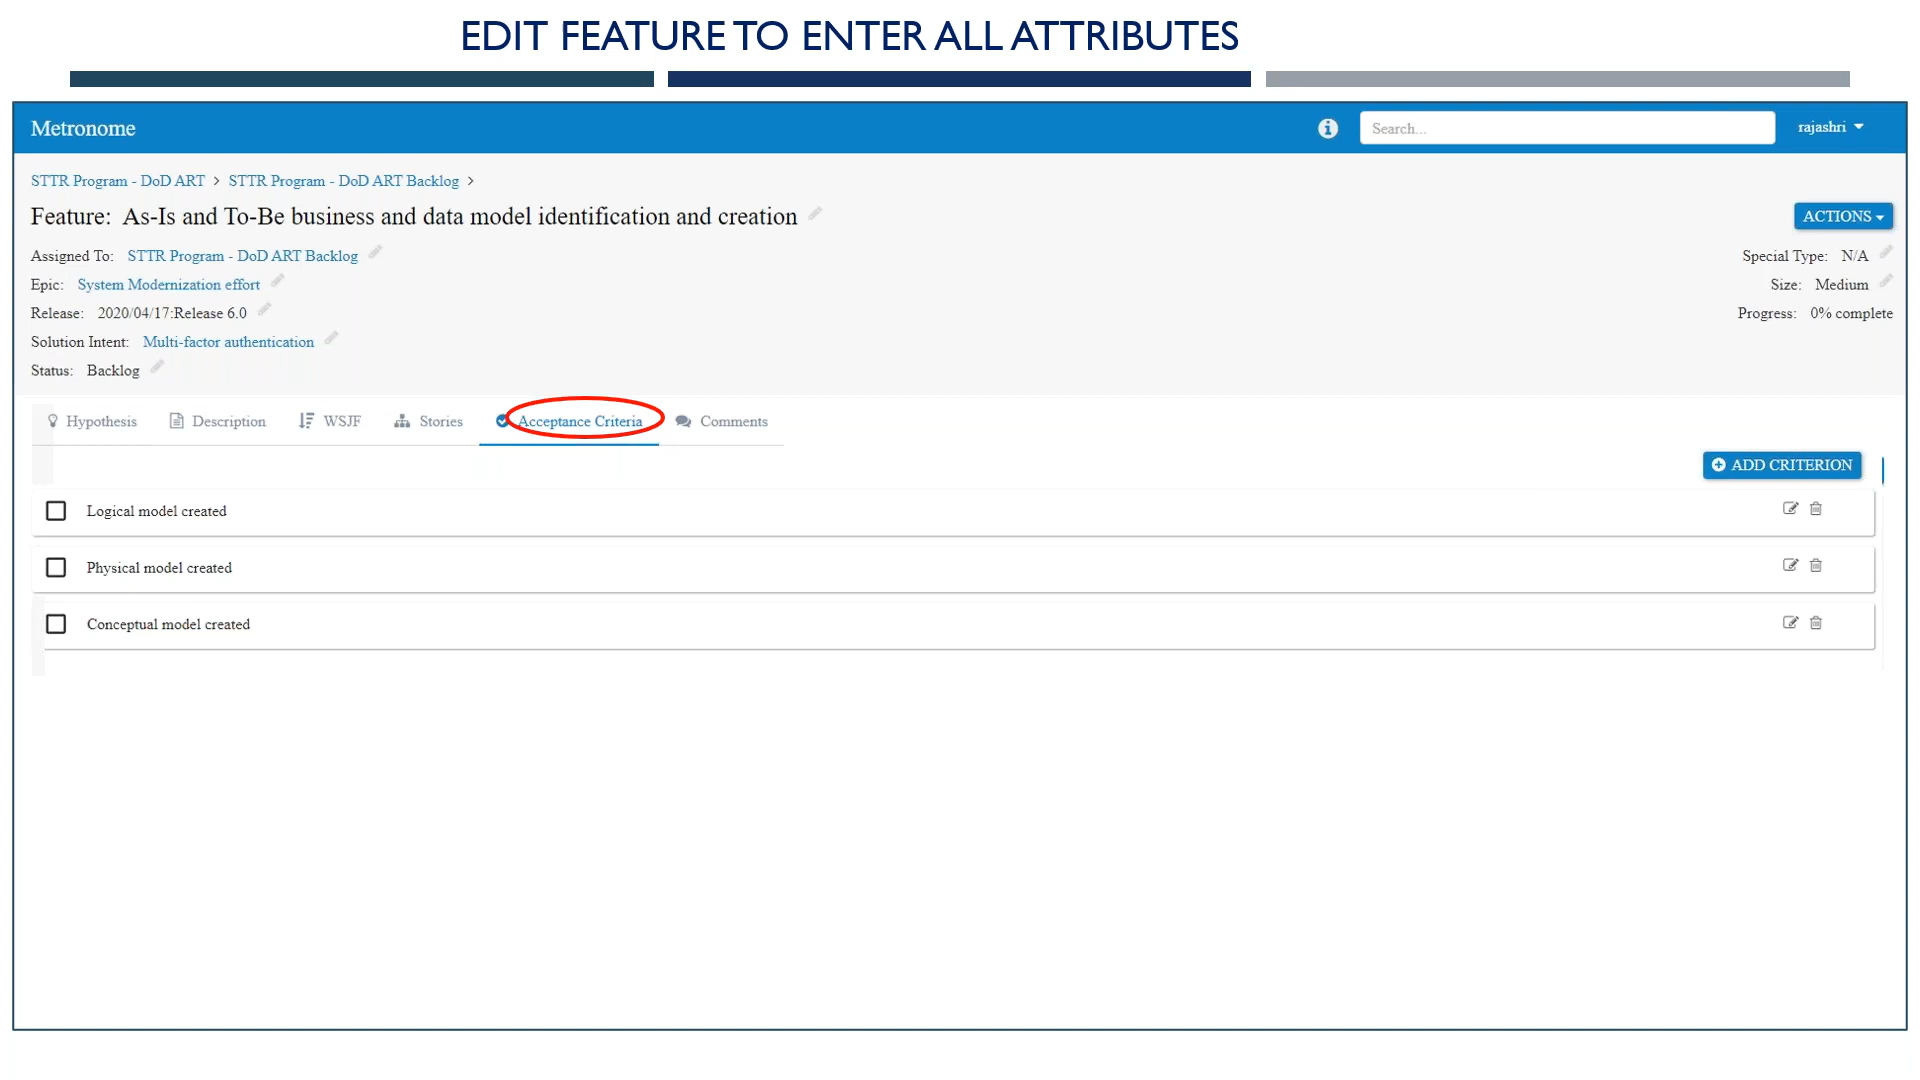 EDIT FEATURE TO ENTER ALL ATTRIBUTES
Metronome
Search...
rajashri
STTR Program - DoD ART > STTR Program - DoD ART Backlog >
Feature: As-Is and To-Be business and data model identification and creation
ACTIONS
Assigned To: STTR Program - DoD ART Backlog
Special Type: N/A
Epic: System Modernization effort
Size: Medium
Release: 2020/04/17:Release 6.0
Progress: 0% complete
Solution Intent: Multi-factor authentication
Status: Backlog
Hypothesis Description WSJF Stories Acceptance Criteria Comments
ADD CRITERION
Logical model created
Physical model created
Conceptual model created